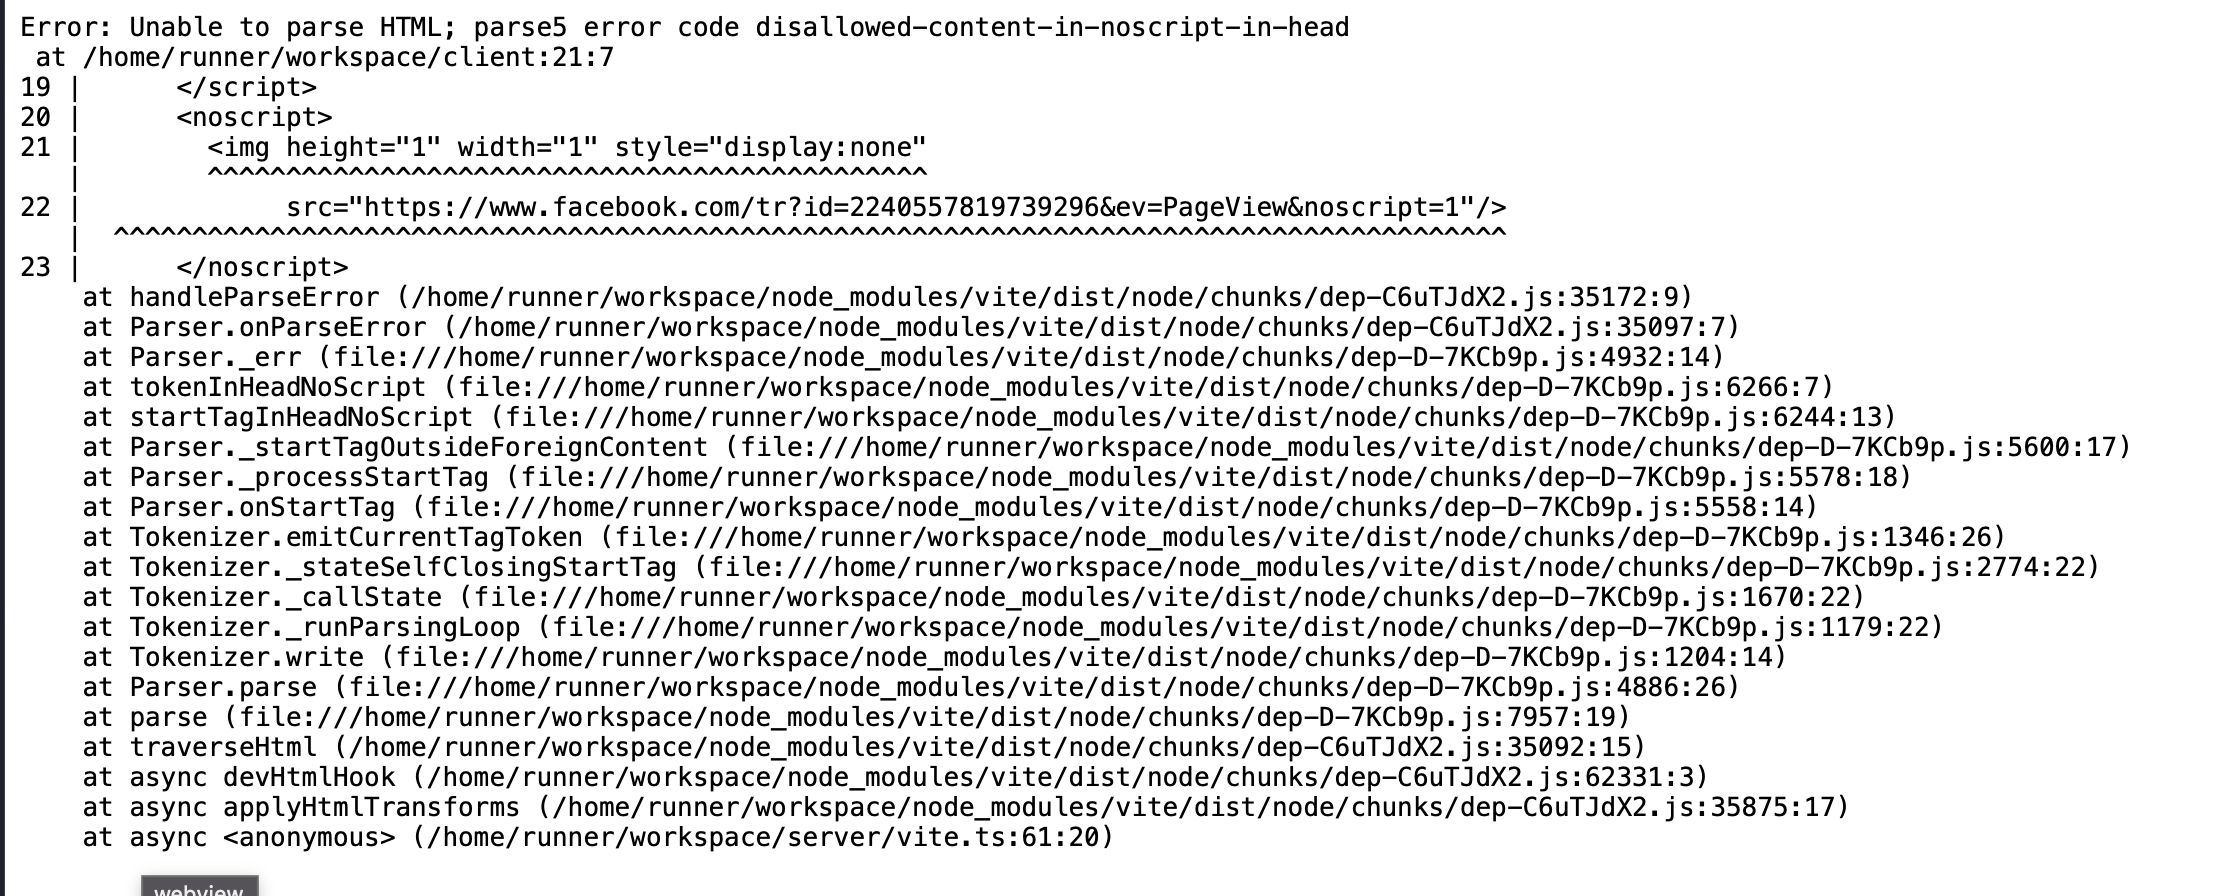 Error: Unable to parse HTML; parse5 error code disallowed-content-in-noscript-in-head
 at /home/runner/workspace/client:21:7
19 |      </script>
20 |      <noscript>
21 |        <img height="1" width="1" style="display:none"
   |        ^^^^^^^^^^^^^^^^^^^^^^^^^^^^^^^^^^^^^^^^^^^^^^
22 |             src="https://www.facebook.com/tr?id=2240557819739296&ev=PageView&noscript=1"/>
   |  ^^^^^^^^^^^^^^^^^^^^^^^^^^^^^^^^^^^^^^^^^^^^^^^^^^^^^^^^^^^^^^^^^^^^^^^^^^^^^^^^^^^^^^^^^
23 |      </noscript>
    at handleParseError (/home/runner/workspace/node_modules/vite/dist/node/chunks/dep-C6uTJdX2.js:35172:9)
    at Parser.onParseError (/home/runner/workspace/node_modules/vite/dist/node/chunks/dep-C6uTJdX2.js:35097:7)
    at Parser._err (file:///home/runner/workspace/node_modules/vite/dist/node/chunks/dep-D-7KCb9p.js:4932:14)
    at tokenInHeadNoScript (file:///home/runner/workspace/node_modules/vite/dist/node/chunks/dep-D-7KCb9p.js:6266:7)
    at startTagInHeadNoScript (file:///home/runner/workspace/node_modules/vite/dist/node/chunks/dep-D-7KCb9p.js:6244:13)
    at Parser._startTagOutsideForeignContent (file:///home/runner/workspace/node_modules/vite/dist/node/chunks/dep-D-7KCb9p.js:5600:17)
    at Parser._processStartTag (file:///home/runner/workspace/node_modules/vite/dist/node/chunks/dep-D-7KCb9p.js:5578:18)
    at Parser.onStartTag (file:///home/runner/workspace/node_modules/vite/dist/node/chunks/dep-D-7KCb9p.js:5558:14)
    at Tokenizer.emitCurrentTagToken (file:///home/runner/workspace/node_modules/vite/dist/node/chunks/dep-D-7KCb9p.js:1346:26)
    at Tokenizer._stateSelfClosingStartTag (file:///home/runner/workspace/node_modules/vite/dist/node/chunks/dep-D-7KCb9p.js:2774:22)
    at Tokenizer._callState (file:///home/runner/workspace/node_modules/vite/dist/node/chunks/dep-D-7KCb9p.js:1670:22)
    at Tokenizer._runParsingLoop (file:///home/runner/workspace/node_modules/vite/dist/node/chunks/dep-D-7KCb9p.js:1179:22)
    at Tokenizer.write (file:///home/runner/workspace/node_modules/vite/dist/node/chunks/dep-D-7KCb9p.js:1204:14)
    at Parser.parse (file:///home/runner/workspace/node_modules/vite/dist/node/chunks/dep-D-7KCb9p.js:4886:26)
    at parse (file:///home/runner/workspace/node_modules/vite/dist/node/chunks/dep-D-7KCb9p.js:7957:19)
    at traverseHtml (/home/runner/workspace/node_modules/vite/dist/node/chunks/dep-C6uTJdX2.js:35092:15)
    at async devHtmlHook (/home/runner/workspace/node_modules/vite/dist/node/chunks/dep-C6uTJdX2.js:62331:3)
    at async applyHtmlTransforms (/home/runner/workspace/node_modules/vite/dist/node/chunks/dep-C6uTJdX2.js:35875:17)
    at async <anonymous> (/home/runner/workspace/server/vite.ts:61:20)
webview